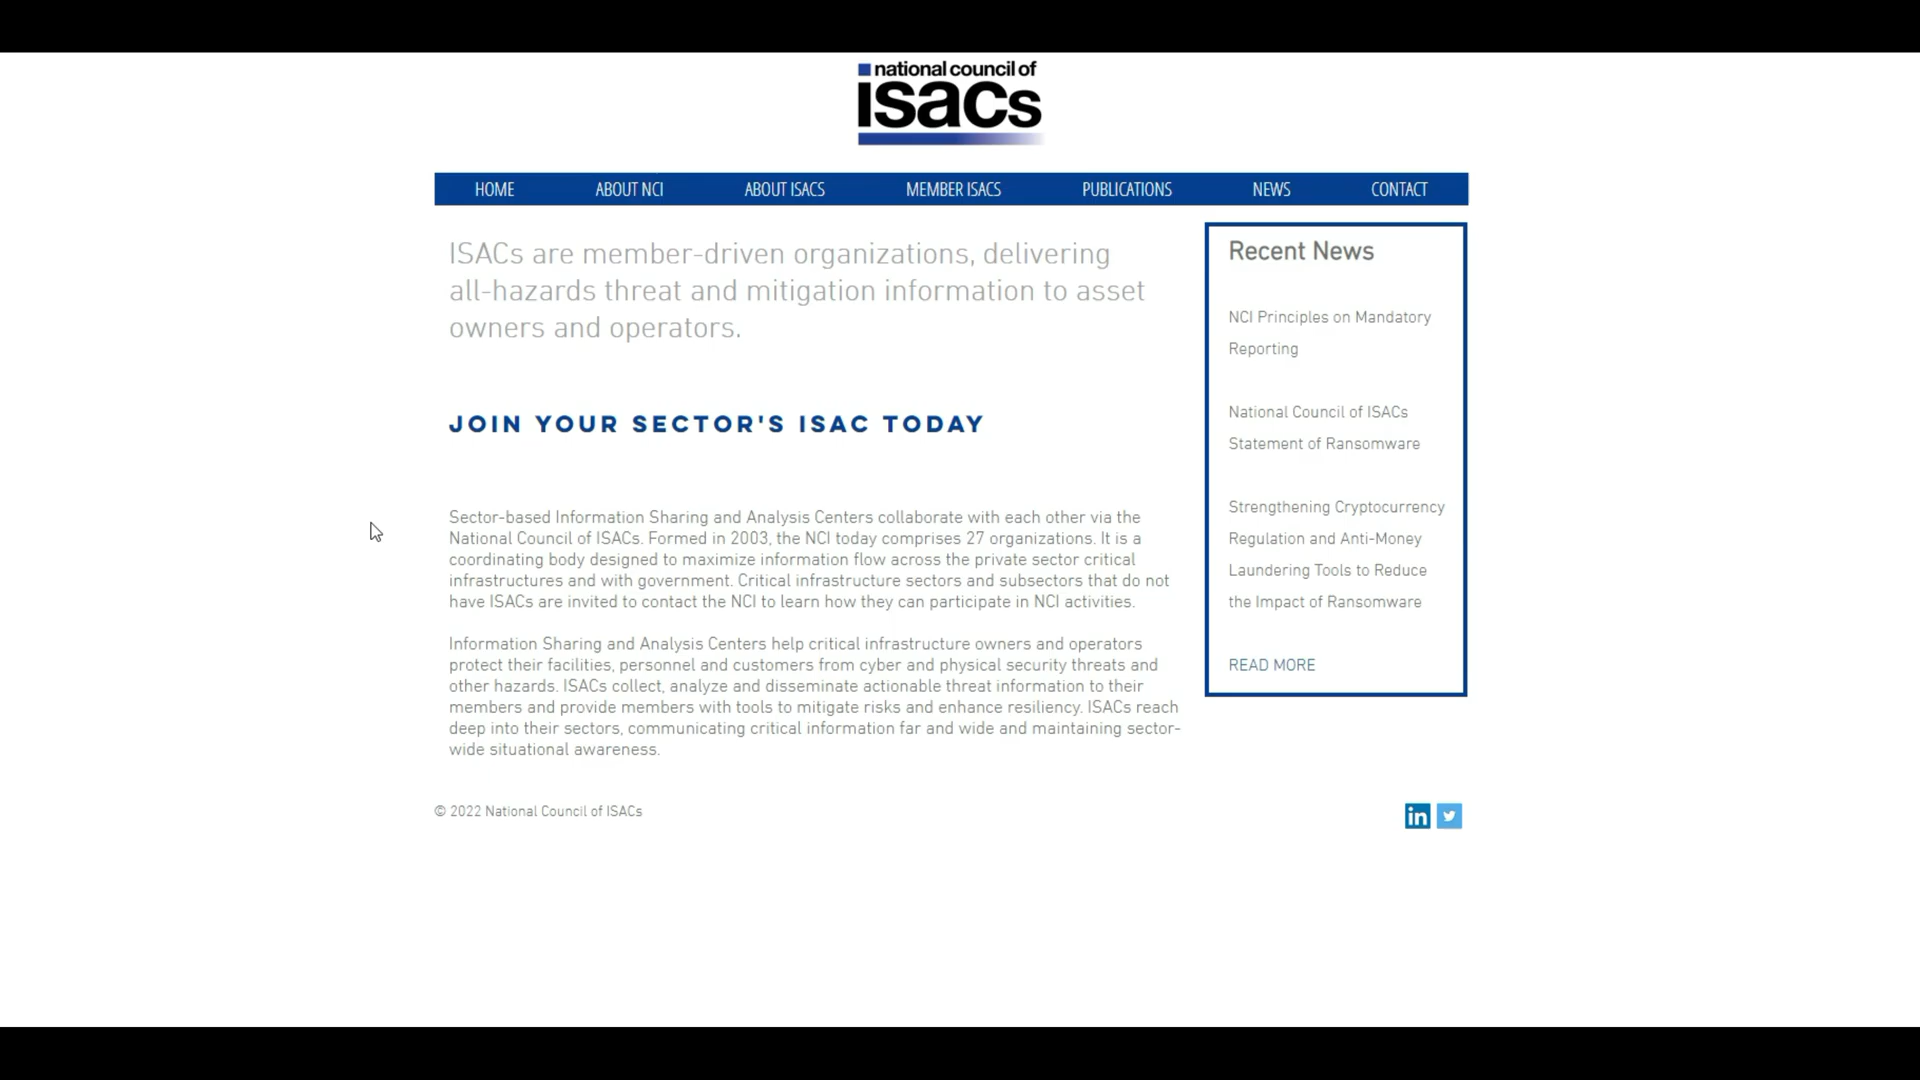 national council of
isacs
HOME
ABOUT NCI
ABOUT ISACS
MEMBER ISACS
PUBLICATIONS
NEWS
CONTACT
ISACs are member-driven organizations, delivering
all-hazards threat and mitigation information to asset
owners and operators.
JOIN YOUR SECTOR'S ISAC TODAY
Sector-based Information Sharing and Analysis Centers collaborate with each other via the
National Council of ISACs. Formed in 2003, the NCI today comprises 27 organizations. It is a
coordinating body designed to maximize information flow across the private sector critical
infrastructures and with government. Critical infrastructure sectors and subsectors that do not
have ISACs are invited to contact the NCI to learn how they can participate in NCI activities.
Information Sharing and Analysis Centers help critical infrastructure owners and operators
protect their facilities, personnel and customers from cyber and physical security threats and
other hazards. ISACs collect, analyze and disseminate actionable threat information to their
members and provide members with tools to mitigate risks and enhance resiliency. ISACs reach
deep into their sectors, communicating critical information far and wide and maintaining sector-
wide situational awareness.
Recent News
NCI Principles on Mandatory
Reporting
National Council of ISACs
Statement of Ransomware
Strengthening Cryptocurrency
Regulation and Anti-Money
Laundering Tools to Reduce
the Impact of Ransomware
READ MORE
© 2022 National Council of ISACs
in